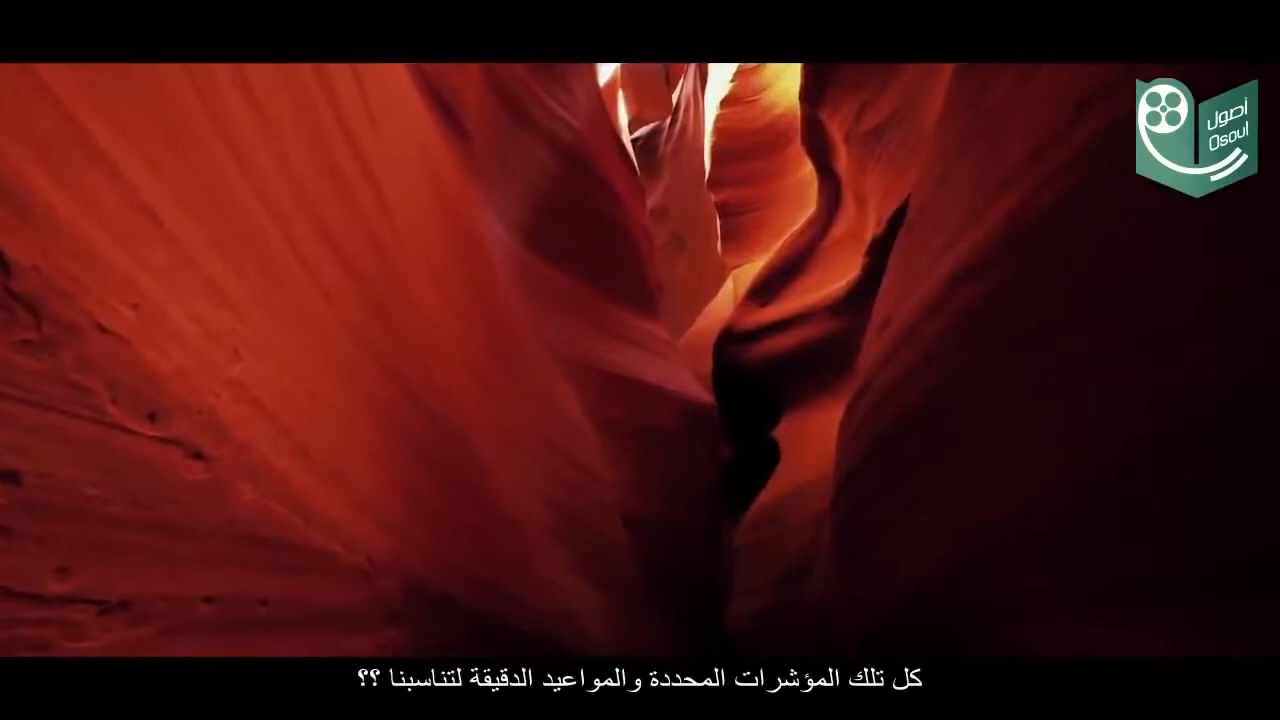 أصول
Osoul
كل تلك المؤشرات المحددة والمواعيد الدقيقة لتناسبنا ؟؟